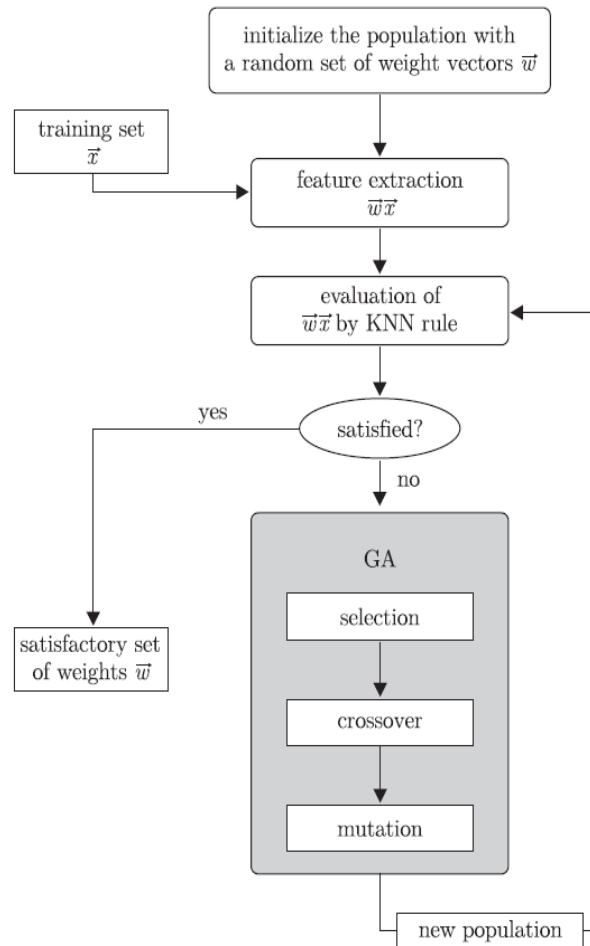 initialize the population with
a random set of weight vectors w⃗
training set
x⃗
feature extraction
w⃗x⃗
evaluation of
w⃗x⃗ by KNN rule
yes
satisfied?
no
GA
selection
satisfactory set
of weights w⃗
crossover
mutation
new population